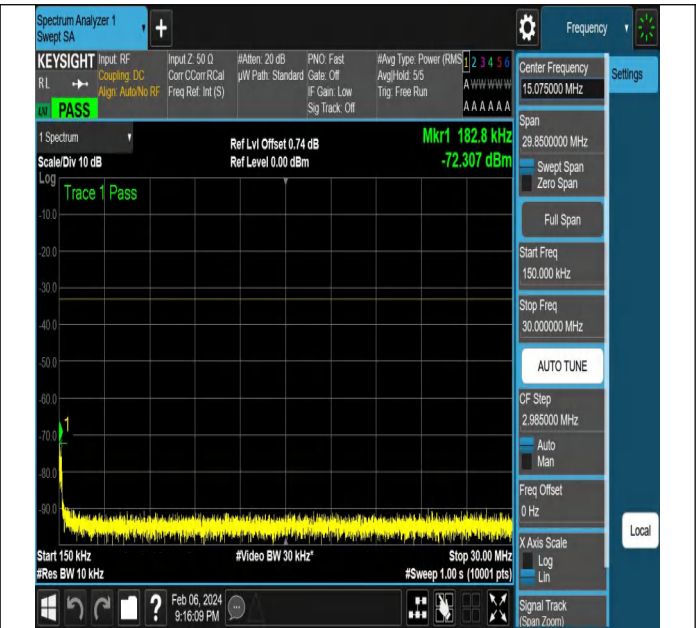 Spectrum Analyzer 1
Swept SA
+
Frequency
KEYSIGHT
RL
PASS
Input: RF
Coupling: DC
Align: Auto/No RF
Input Z: 50 Ω
Corr CCorr RCal
Freq Ref: Int (S)
#Atten: 20 dB
µW Path: Standard
PNO: Fast
Gate: Off
IF Gain: Low
Sig Track: Off
#Avg Type: Power (RMS
Avg|Hold: 5/5
Trig: Free Run
1 2 3 4 5 6
A W W W W W
A A A A A A
1 Spectrum
Scale/Div 10 dB
Ref Lvl Offset 0.74 dB
Ref Level 0.00 dBm
Mkr1 182.8 kHz
-72.307 dBm
Log
Trace 1 Pass
-10.0
-20.0
-30.0
-40.0
-50.0
-60.0
1
-70.0
-80.0
-90.0
Start 150 kHz
#Res BW 10 kHz
#Video BW 30 kHz*
Stop 30.00 MHz
#Sweep 1.00 s (10001 pts)
Feb 06, 2024
9:16:09 PM
?
Center Frequency
15.075000 MHz
Settings
Span
29.8500000 MHz
Swept Span
Zero Span
Full Span
Start Freq
150.000 kHz
Stop Freq
30.000000 MHz
AUTO TUNE
CF Step
2.985000 MHz
Auto
Man
Freq Offset
0 Hz
X Axis Scale
Log
Lin
Local
Signal Track
(Span Zoom)